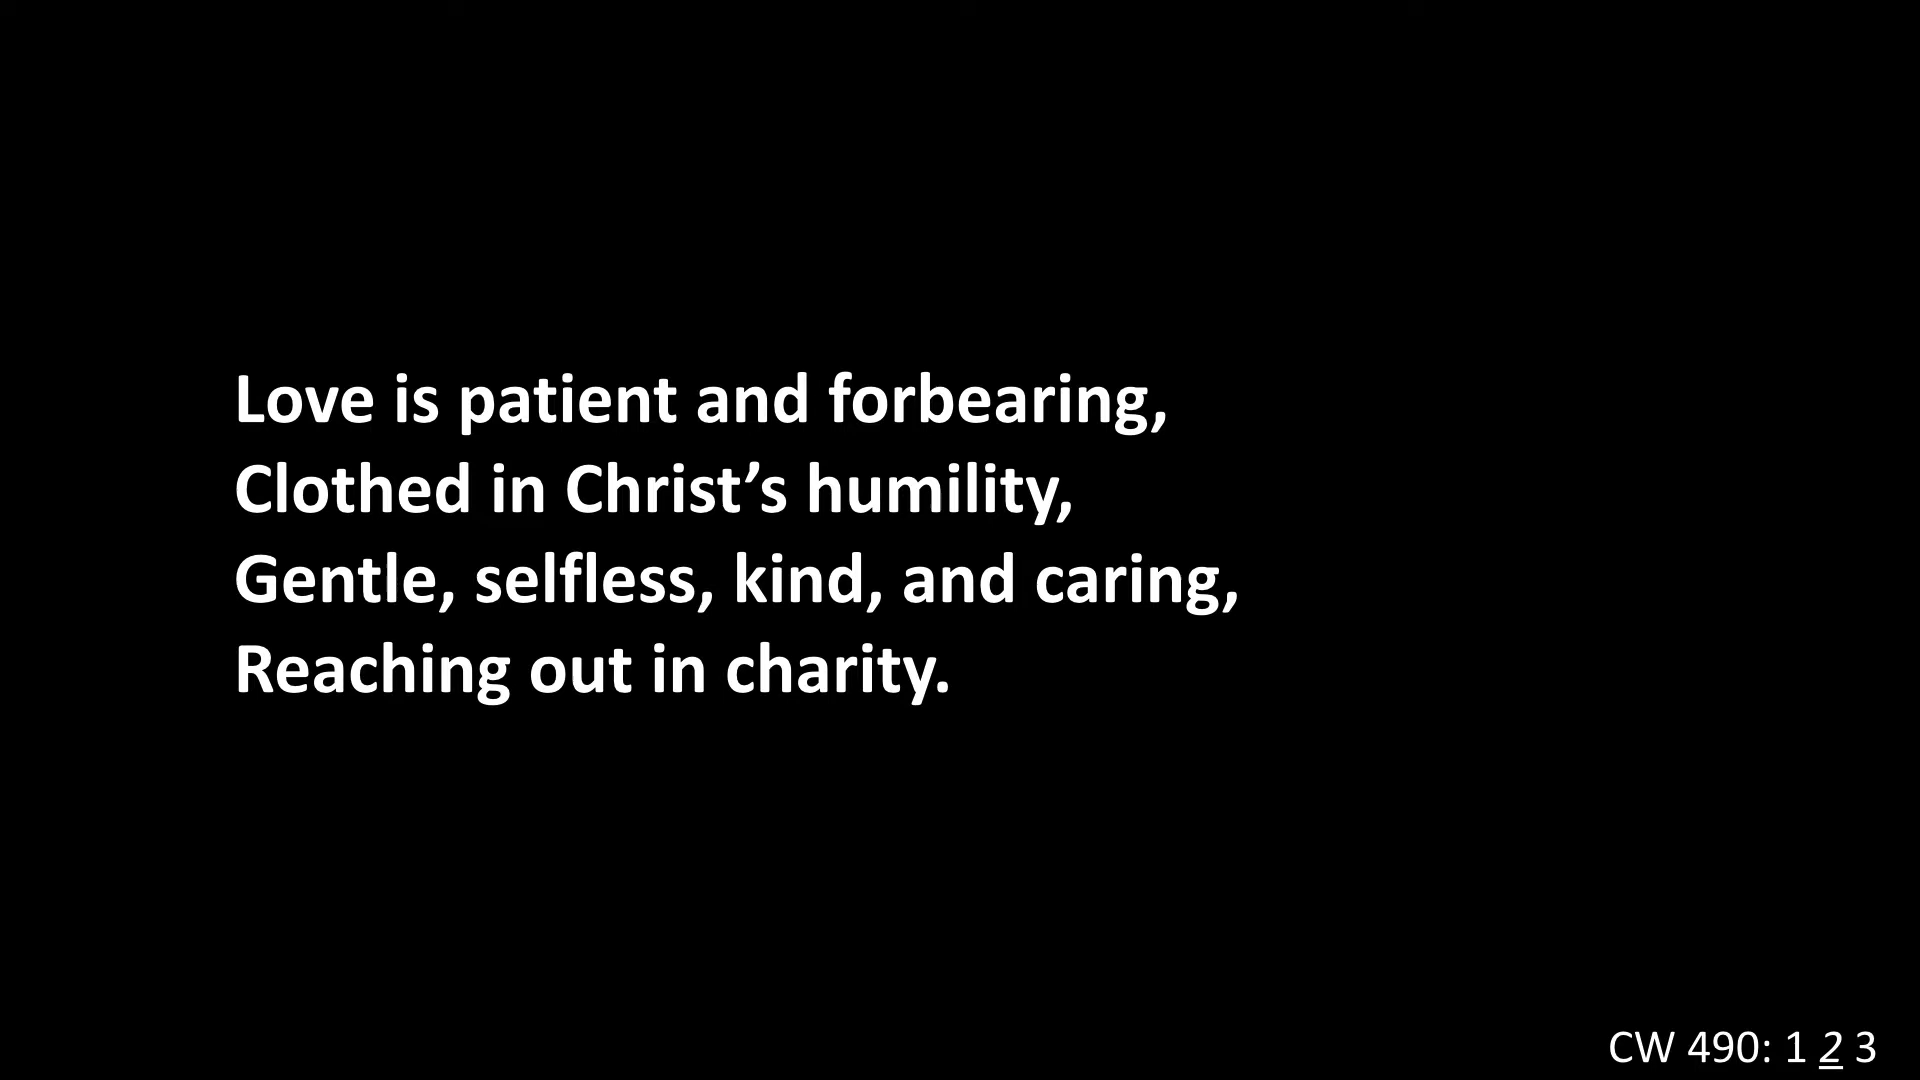 Love is patient and forbearing,
Clothed in Christ’s humility,
Gentle, selfless, kind, and caring,
Reaching out in charity.
CW 490: 1 2 3